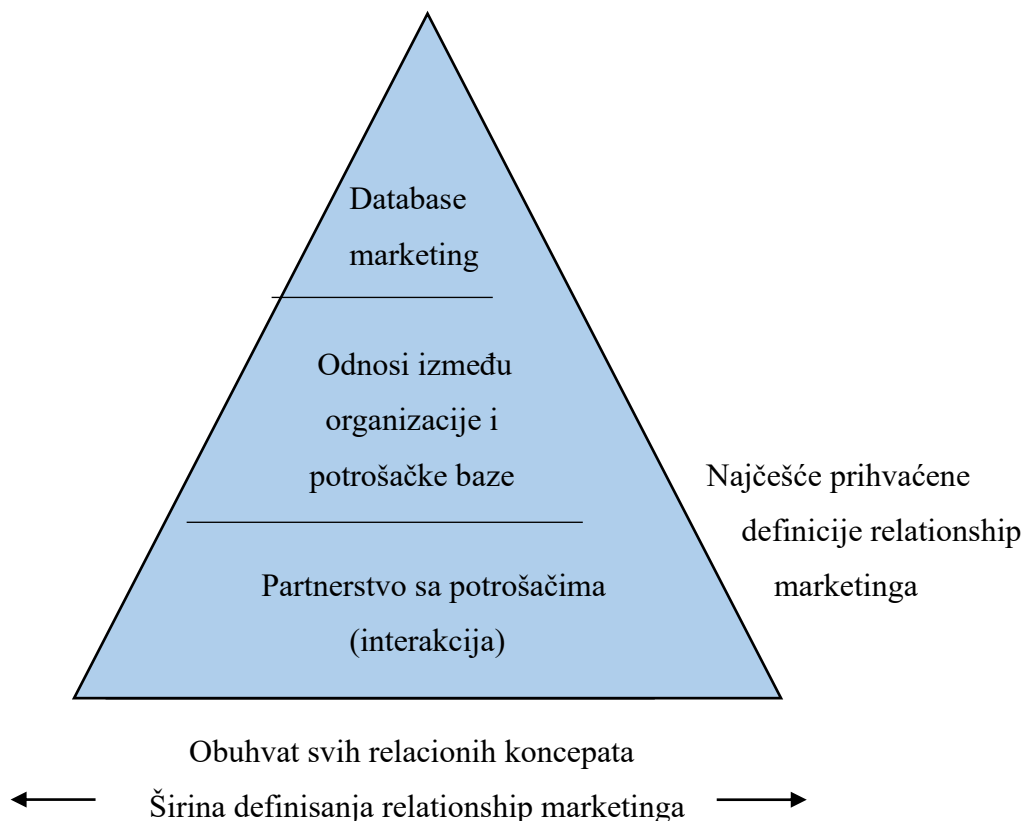 Database
marketing
Odnosi između
organizacije i
potrošačke baze
Najčešće prihvaćene
definicije relationship
marketinga
Partnerstvo sa potrošačima
(interakcija)
Obuhvat svih relacionih koncepata
Širina definisanja relationship marketinga